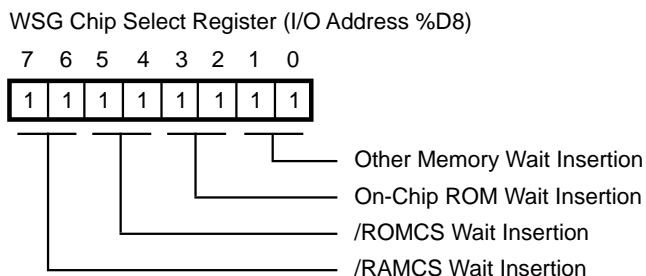 WSG Chip Select Register (I/O Address %D8)
7 6 5 4 3 2 1 0
1 1 1 1 1 1 1 1
Other Memory Wait Insertion
On-Chip ROM Wait Insertion
/ROMCS Wait Insertion
/RAMCS Wait Insertion